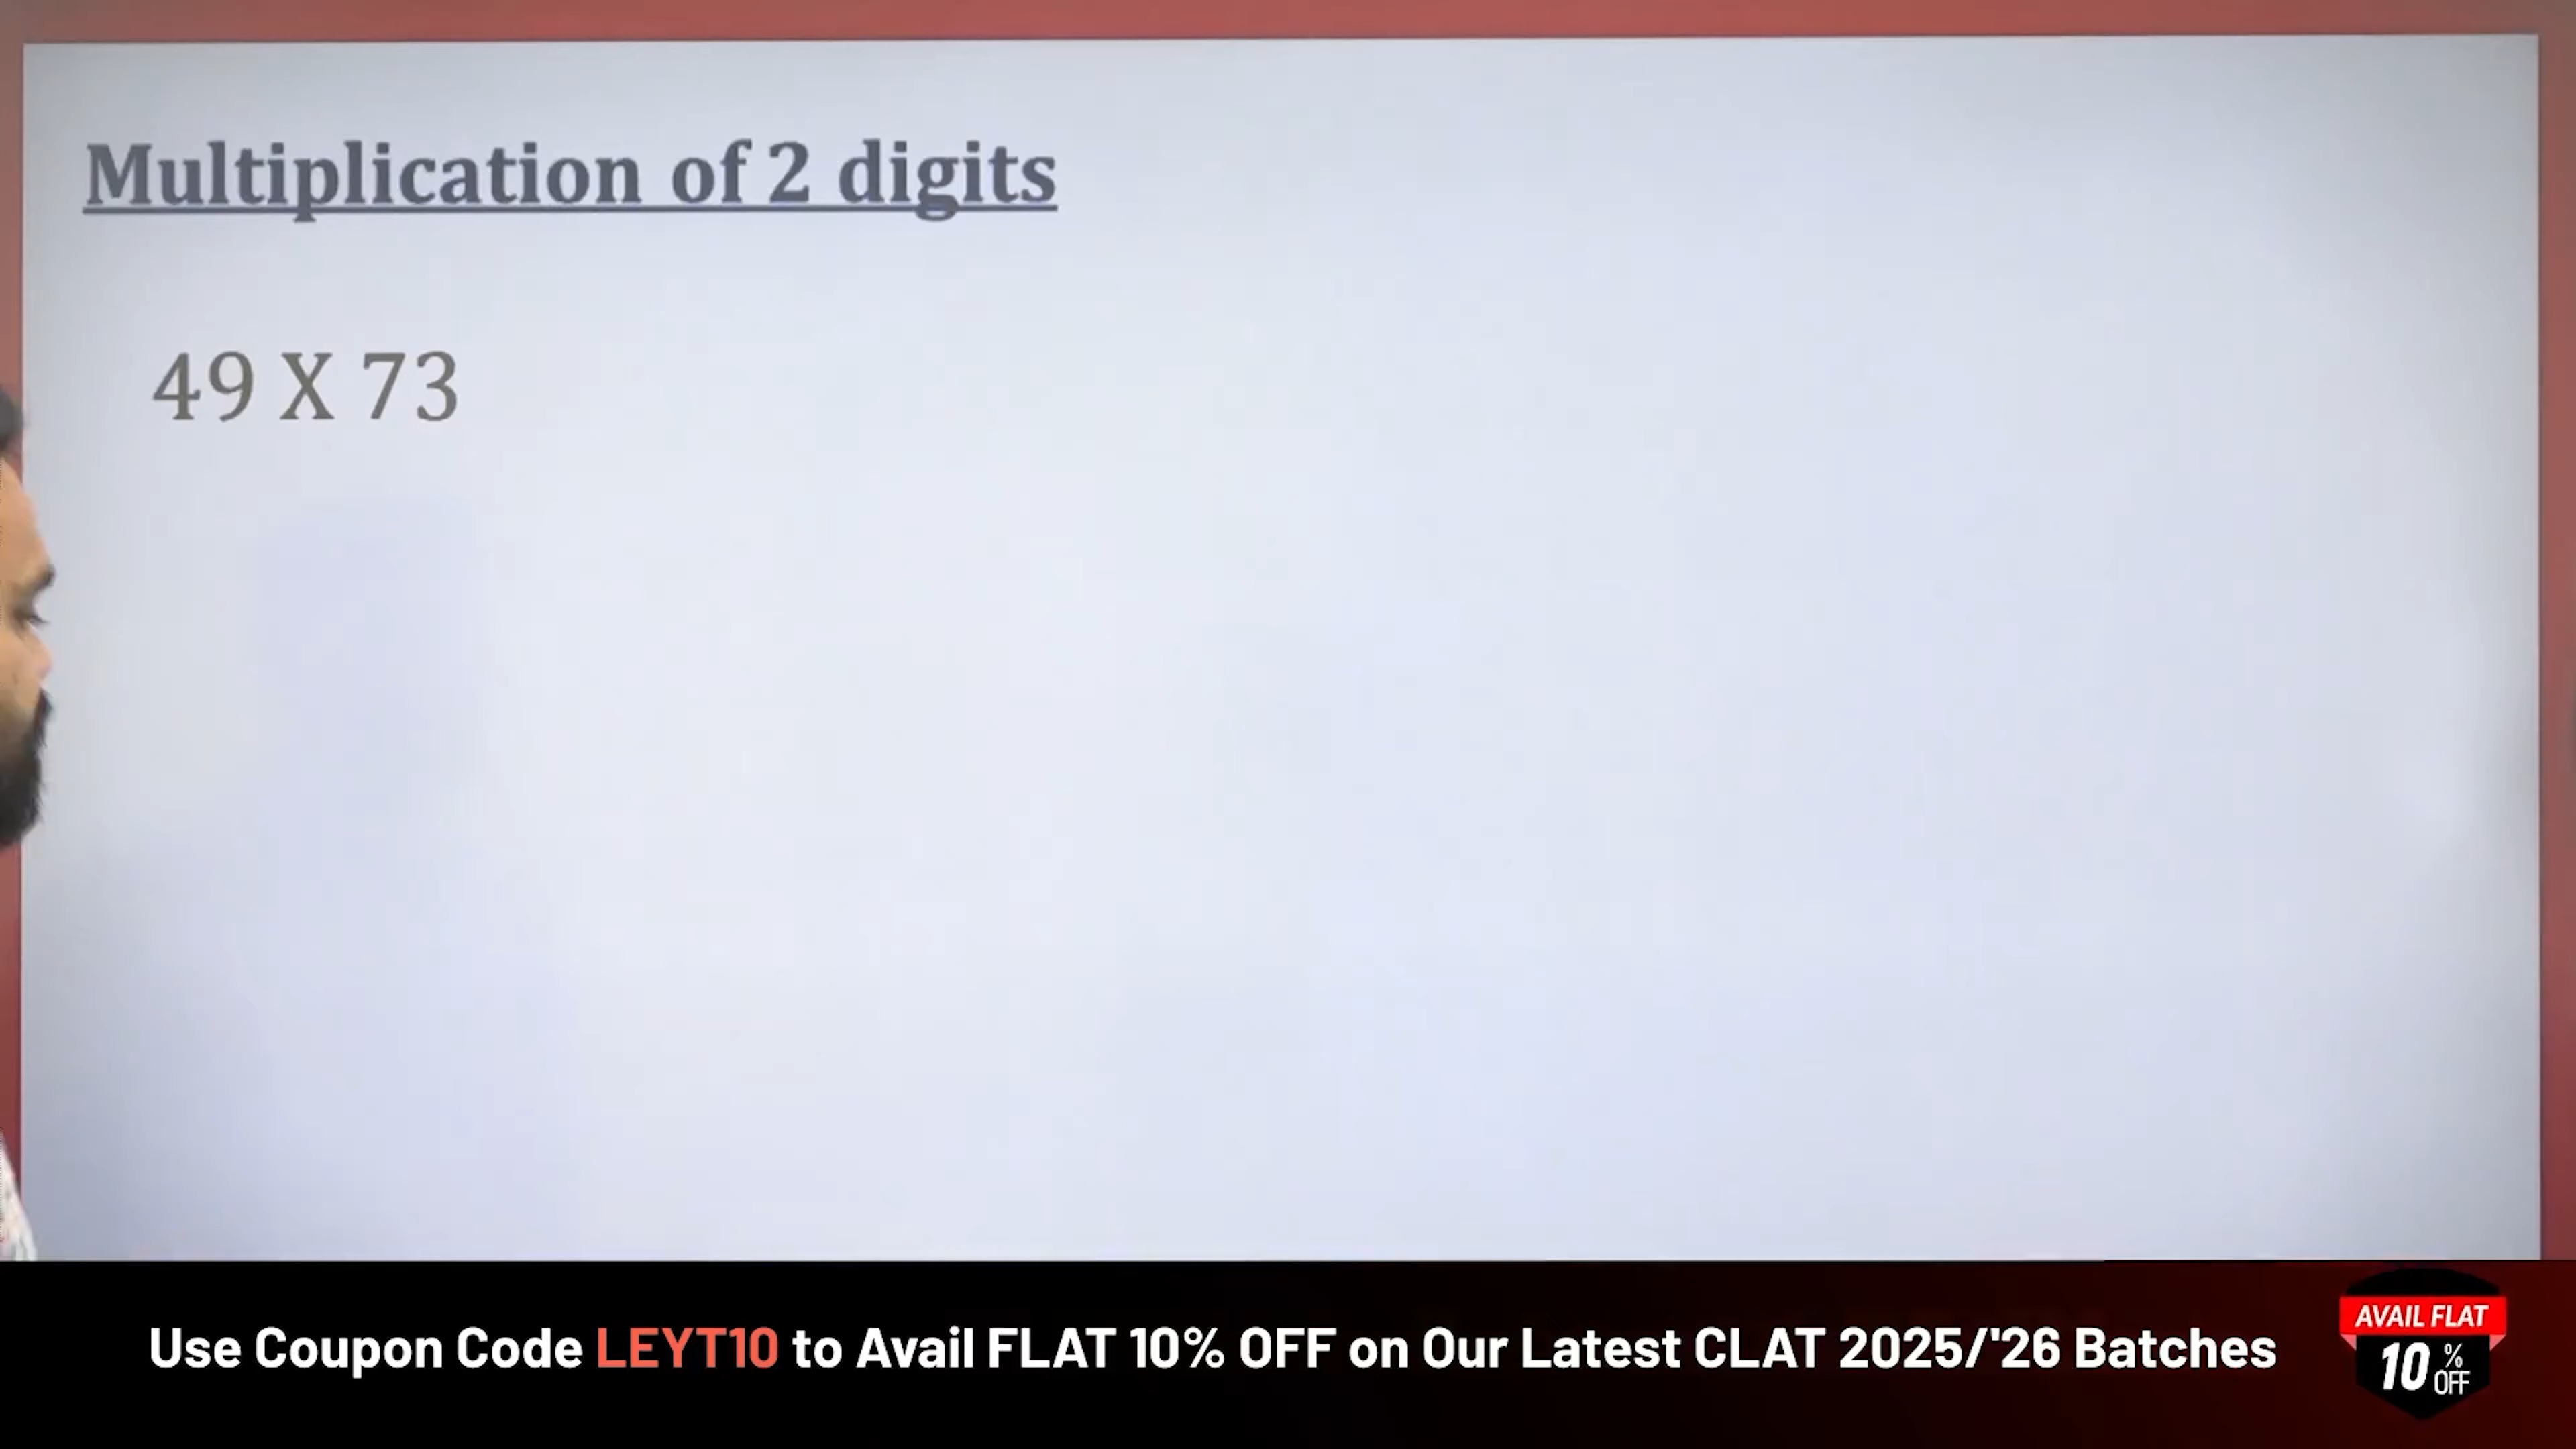 Multiplication of 2 digits
49 X 73
Use Coupon Code LEYT10 to Avail FLAT 10% OFF on Our Latest CLAT 2025/'26 Batches
AVAIL FLAT
10 % OFF